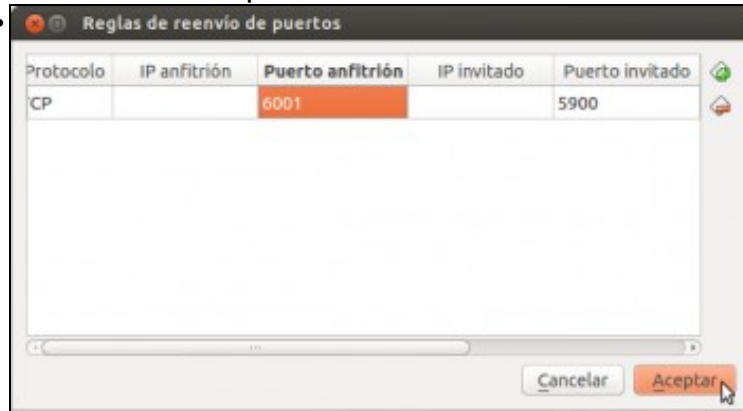 Reglas de reenvío de puertos
Protocolo IP anfitrión Puerto anfitrión IP invitado Puerto invitado
CP 6001 5900
Cancelar Aceptar